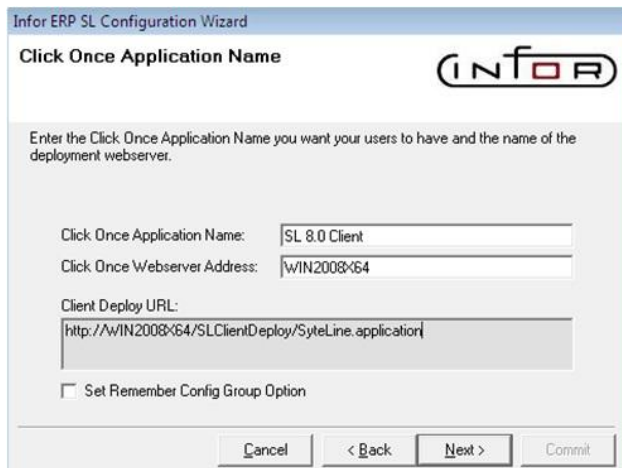 Infor ERP SL Configuration Wizard
Click Once Application Name
INFOR
Enter the Click Once Application Name you want your users to have and the name of the
deployment webserver.
Click Once Application Name: SL 8.0 Client
Click Once Webserver Address: WIN2008X64
Client Deploy URL:
http://WIN2008X64/SLClientDeploy/SyteLine.application
Set Remember Config Group Option
Cancel < Back Next > Commit